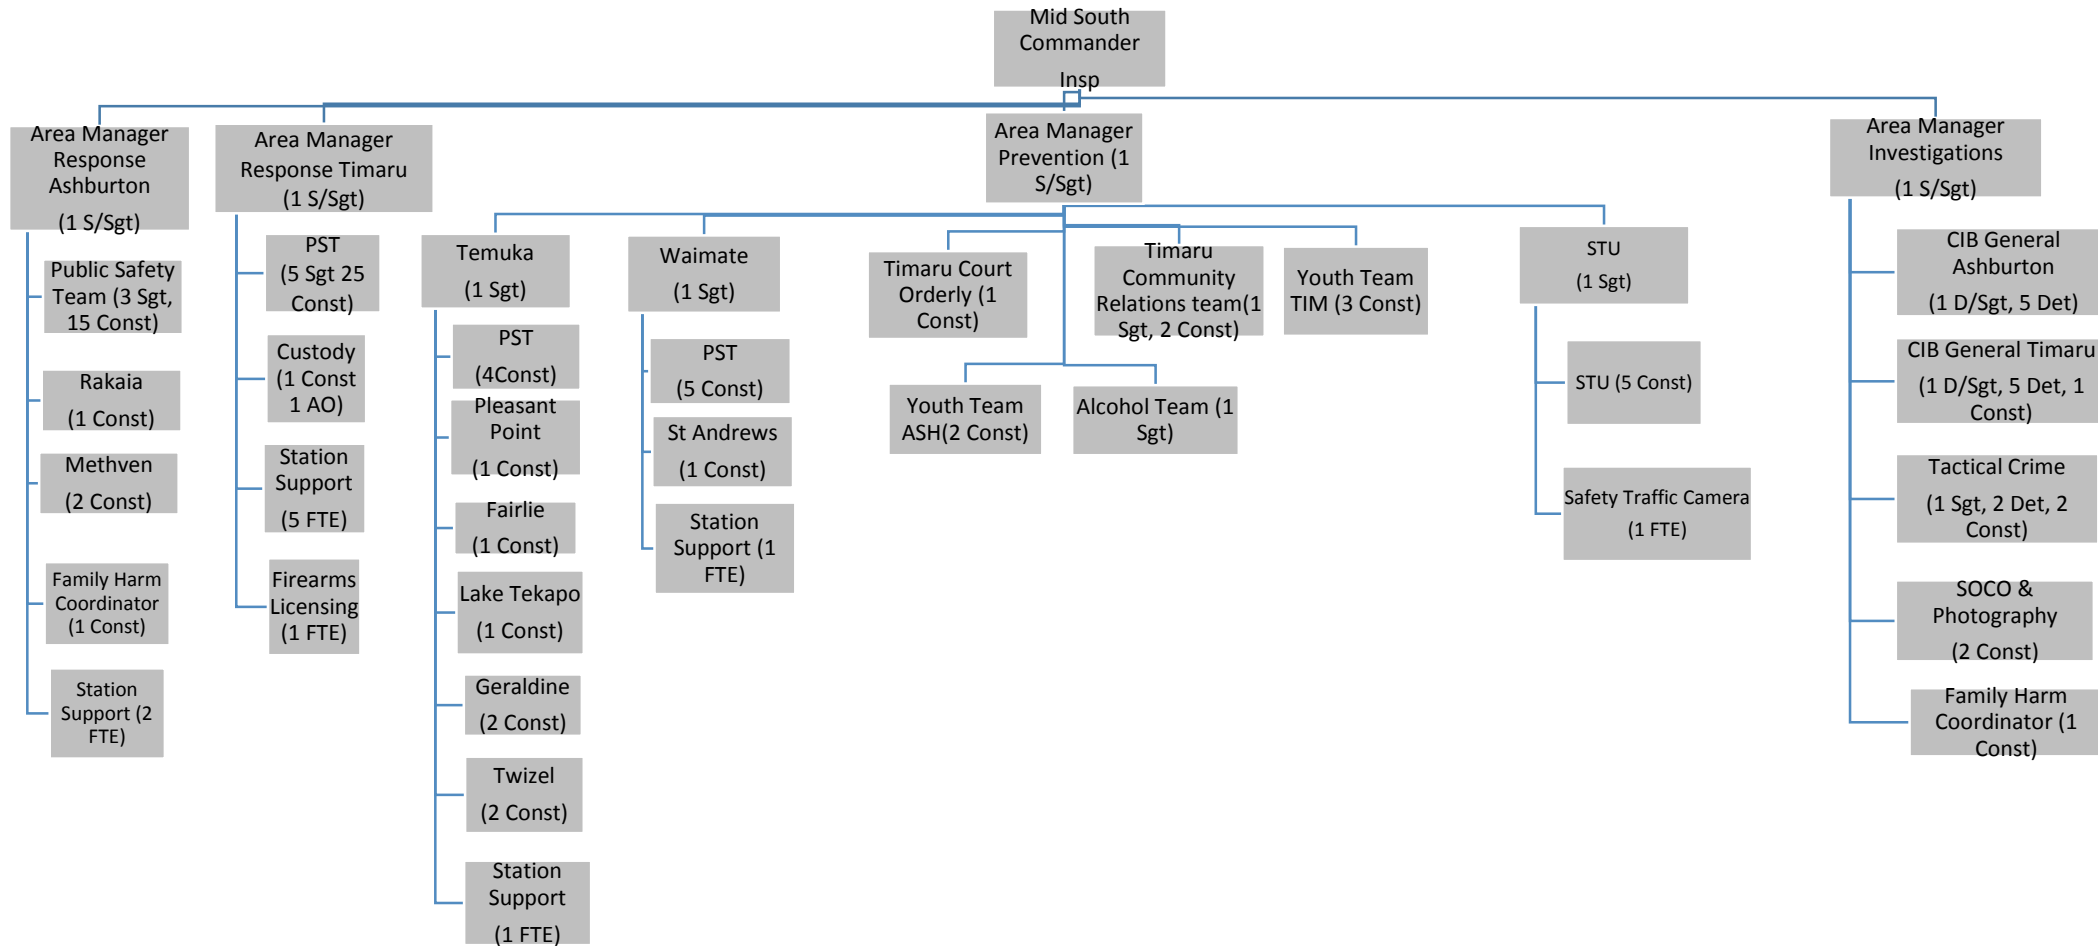 Mid South
Commander
Insp
Area Manager
Response
Ashburton
(1 S/Sgt)
Public Safety
Team (3 Sgt,
15 Const)
Rakaia
(1 Const)
Methven
(2 Const)
Family Harm
Coordinator
(1 Const)
Station
Support (2
FTE)
Area Manager
Response Timaru
(1 S/Sgt)
PST
(5 Sgt 25
Const)
Custody
(1 Const
1 AO)
Station
Support
(5 FTE)
Firearms
Licensing
(1 FTE)
Area Manager
Prevention (1
S/Sgt)
Temuka
(1 Sgt)
PST
(4Const)
Pleasant
Point
(1 Const)
Fairlie
(1 Const)
Lake Tekapo
(1 Const)
Geraldine
(2 Const)
Twizel
(2 Const)
Station
Support
(1 FTE)
Waimate
(1 Sgt)
PST
(5 Const)
St Andrews
(1 Const)
Station
Support (1
FTE)
Timaru Court
Orderly (1
Const)
Timaru
Community
Relations team(1
Sgt, 2 Const)
Youth Team
TIM (3 Const)
Youth Team
ASH(2 Const)
Alcohol Team (1
Sgt)
STU
(1 Sgt)
STU (5 Const)
Safety Traffic Camera
(1 FTE)
Area Manager
Investigations
(1 S/Sgt)
CIB General
Ashburton
(1 D/Sgt, 5 Det)
CIB General Timaru
(1 D/Sgt, 5 Det, 1
Const)
Tactical Crime
(1 Sgt, 2 Det, 2
Const)
SOCO &
Photography
(2 Const)
Family Harm
Coordinator (1
Const)